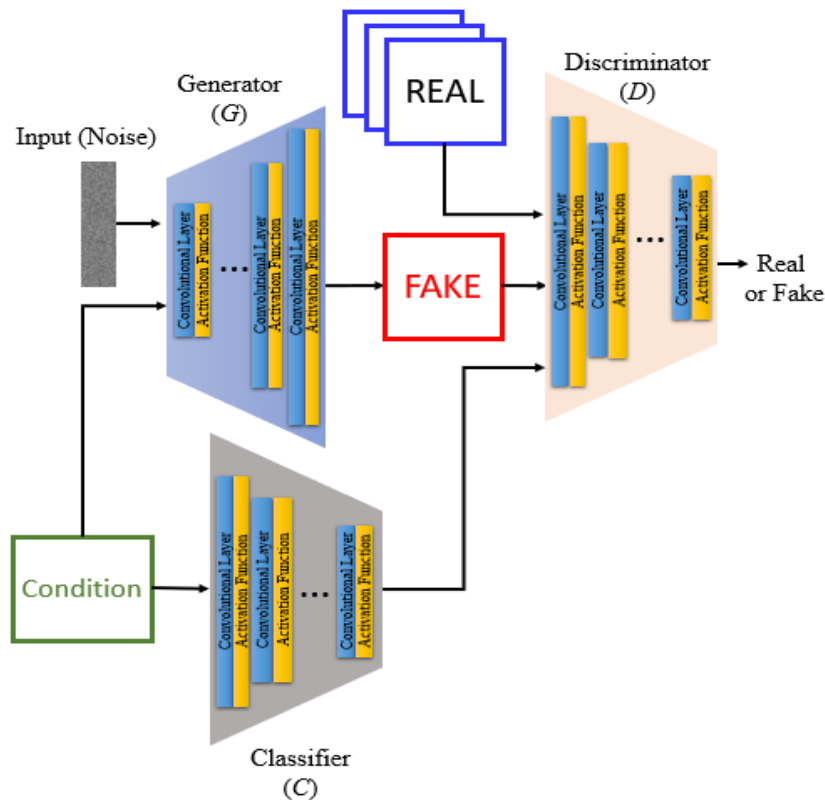 Generator
(G)
Input (Noise)
Convolutional Layer
Activation Function
...
Convolutional Layer
Activation Function
Convolutional Layer
Activation Function
REAL
FAKE
Discriminator
(D)
Convolutional Layer
Activation Function
Convolutional Layer
Activation Function
...
Convolutional Layer
Activation Function
Real
or Fake
Condition
Convolutional Layer
Activation Function
Convolutional Layer
Activation Function
...
Convolutional Layer
Activation Function
Classifier
(C)